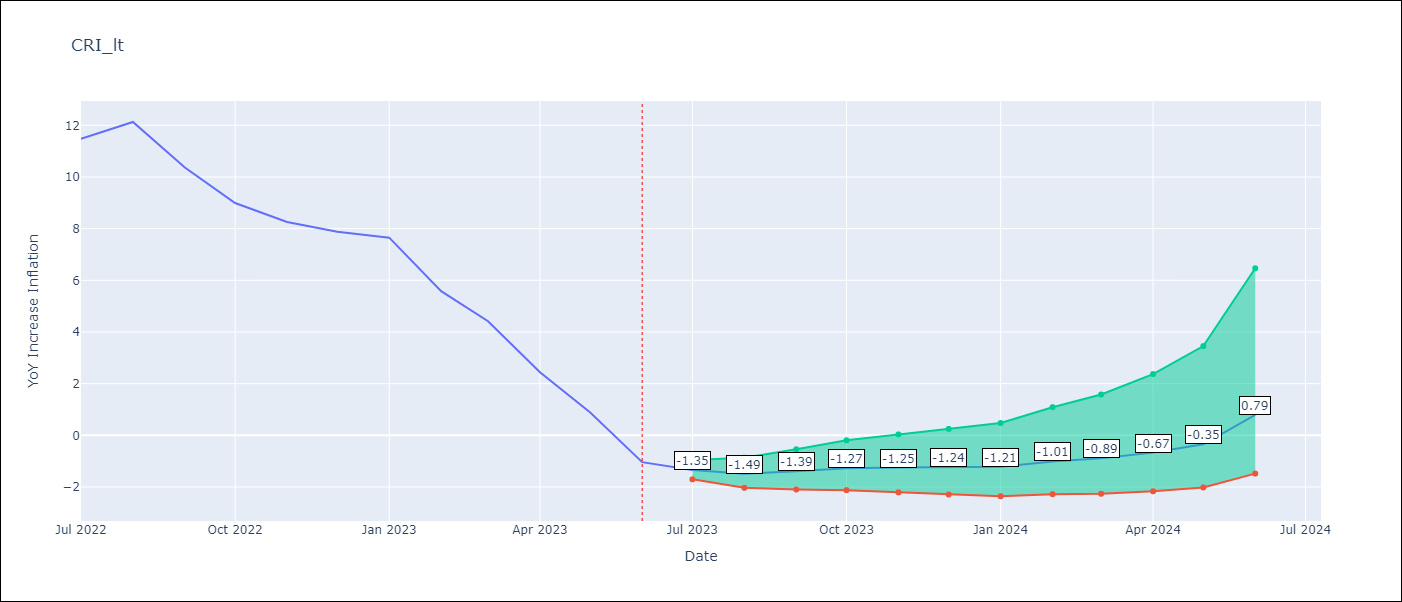 CRI_lt
YoY Increase Inflation
12
10
8
6
4
2
0
−2
-1.35
-1.49
-1.39
-1.27
-1.25
-1.24
-1.21
-1.01
-0.89
-0.67
-0.35
0.79
Jul 2022
Oct 2022
Jan 2023
Apr 2023
Jul 2023
Oct 2023
Jan 2024
Apr 2024
Jul 2024
Date